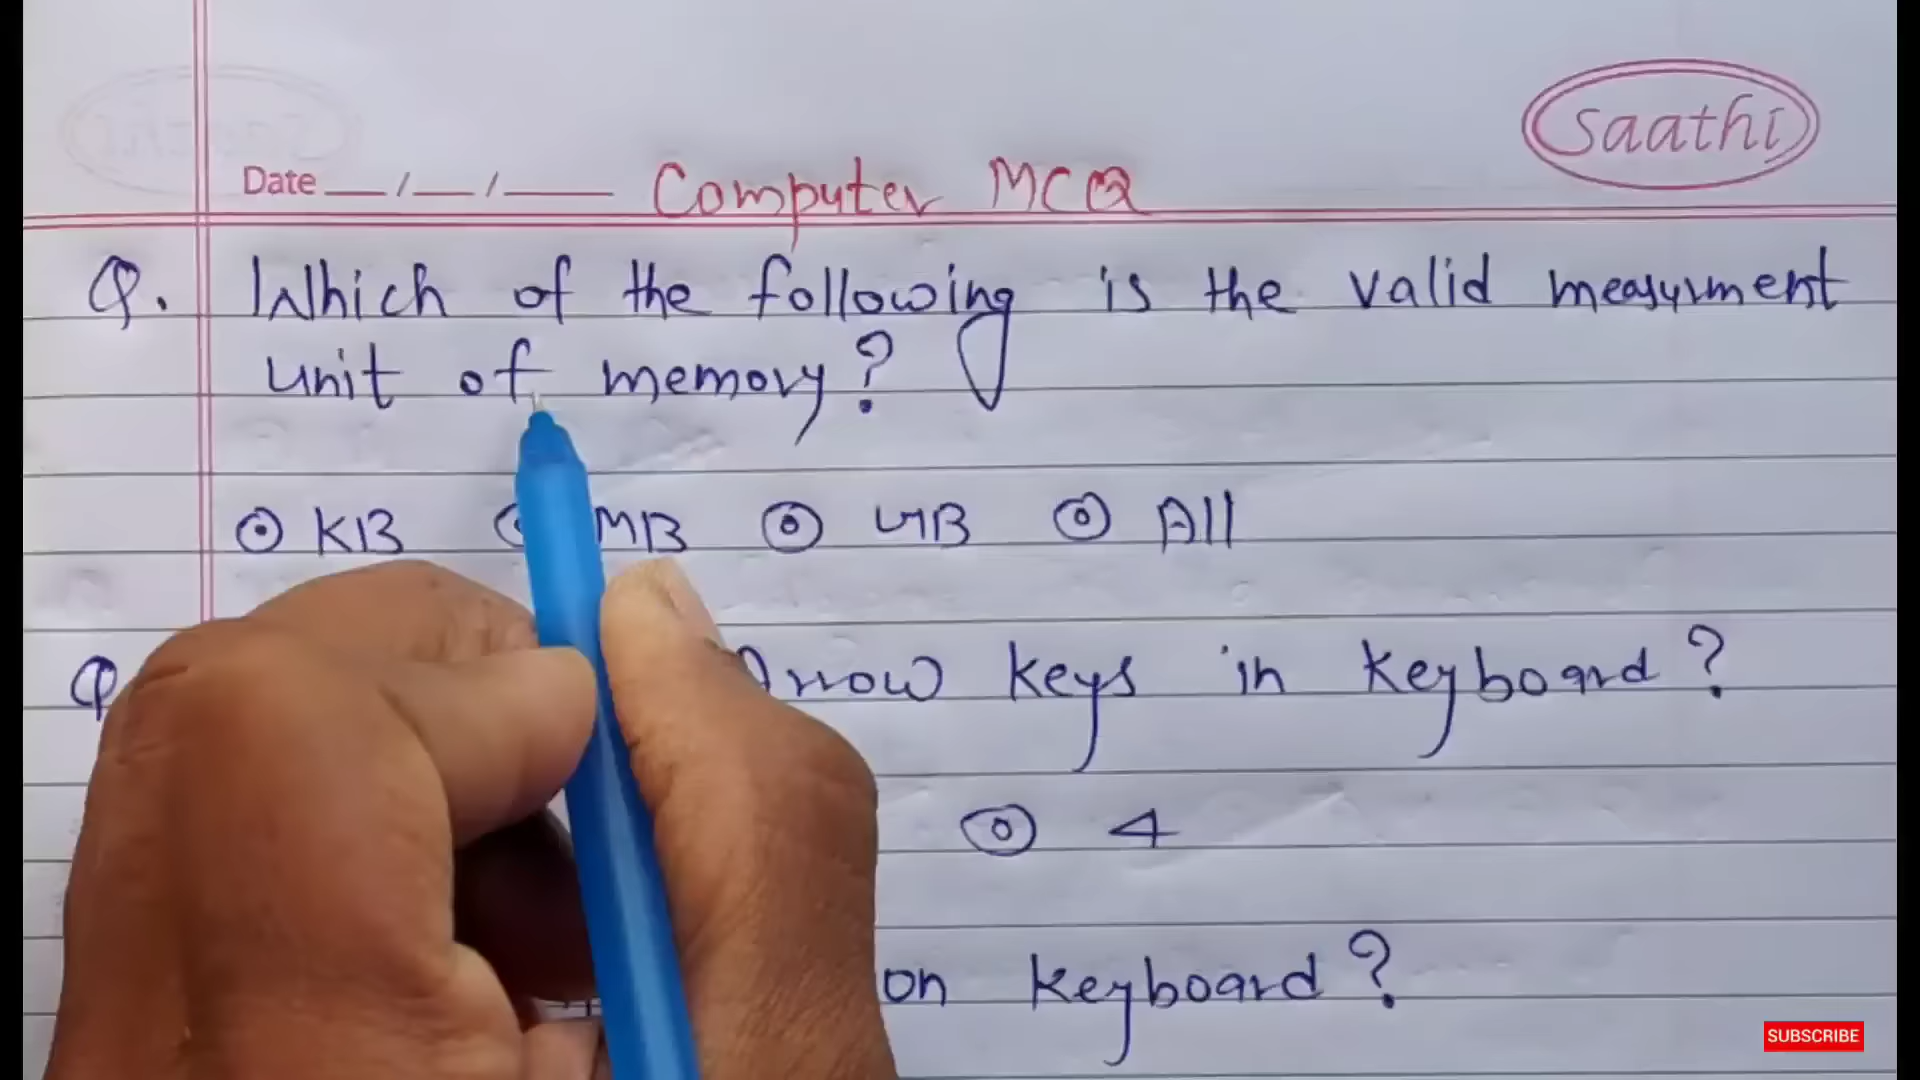 saathi
Date __/__/____ Computer MCQ
Q. Which of the following is the valid measurment
unit of memory?
KB MB GB All
Q. Arrow keys in keyboard?
4
on keyboard?
SUBSCRIBE